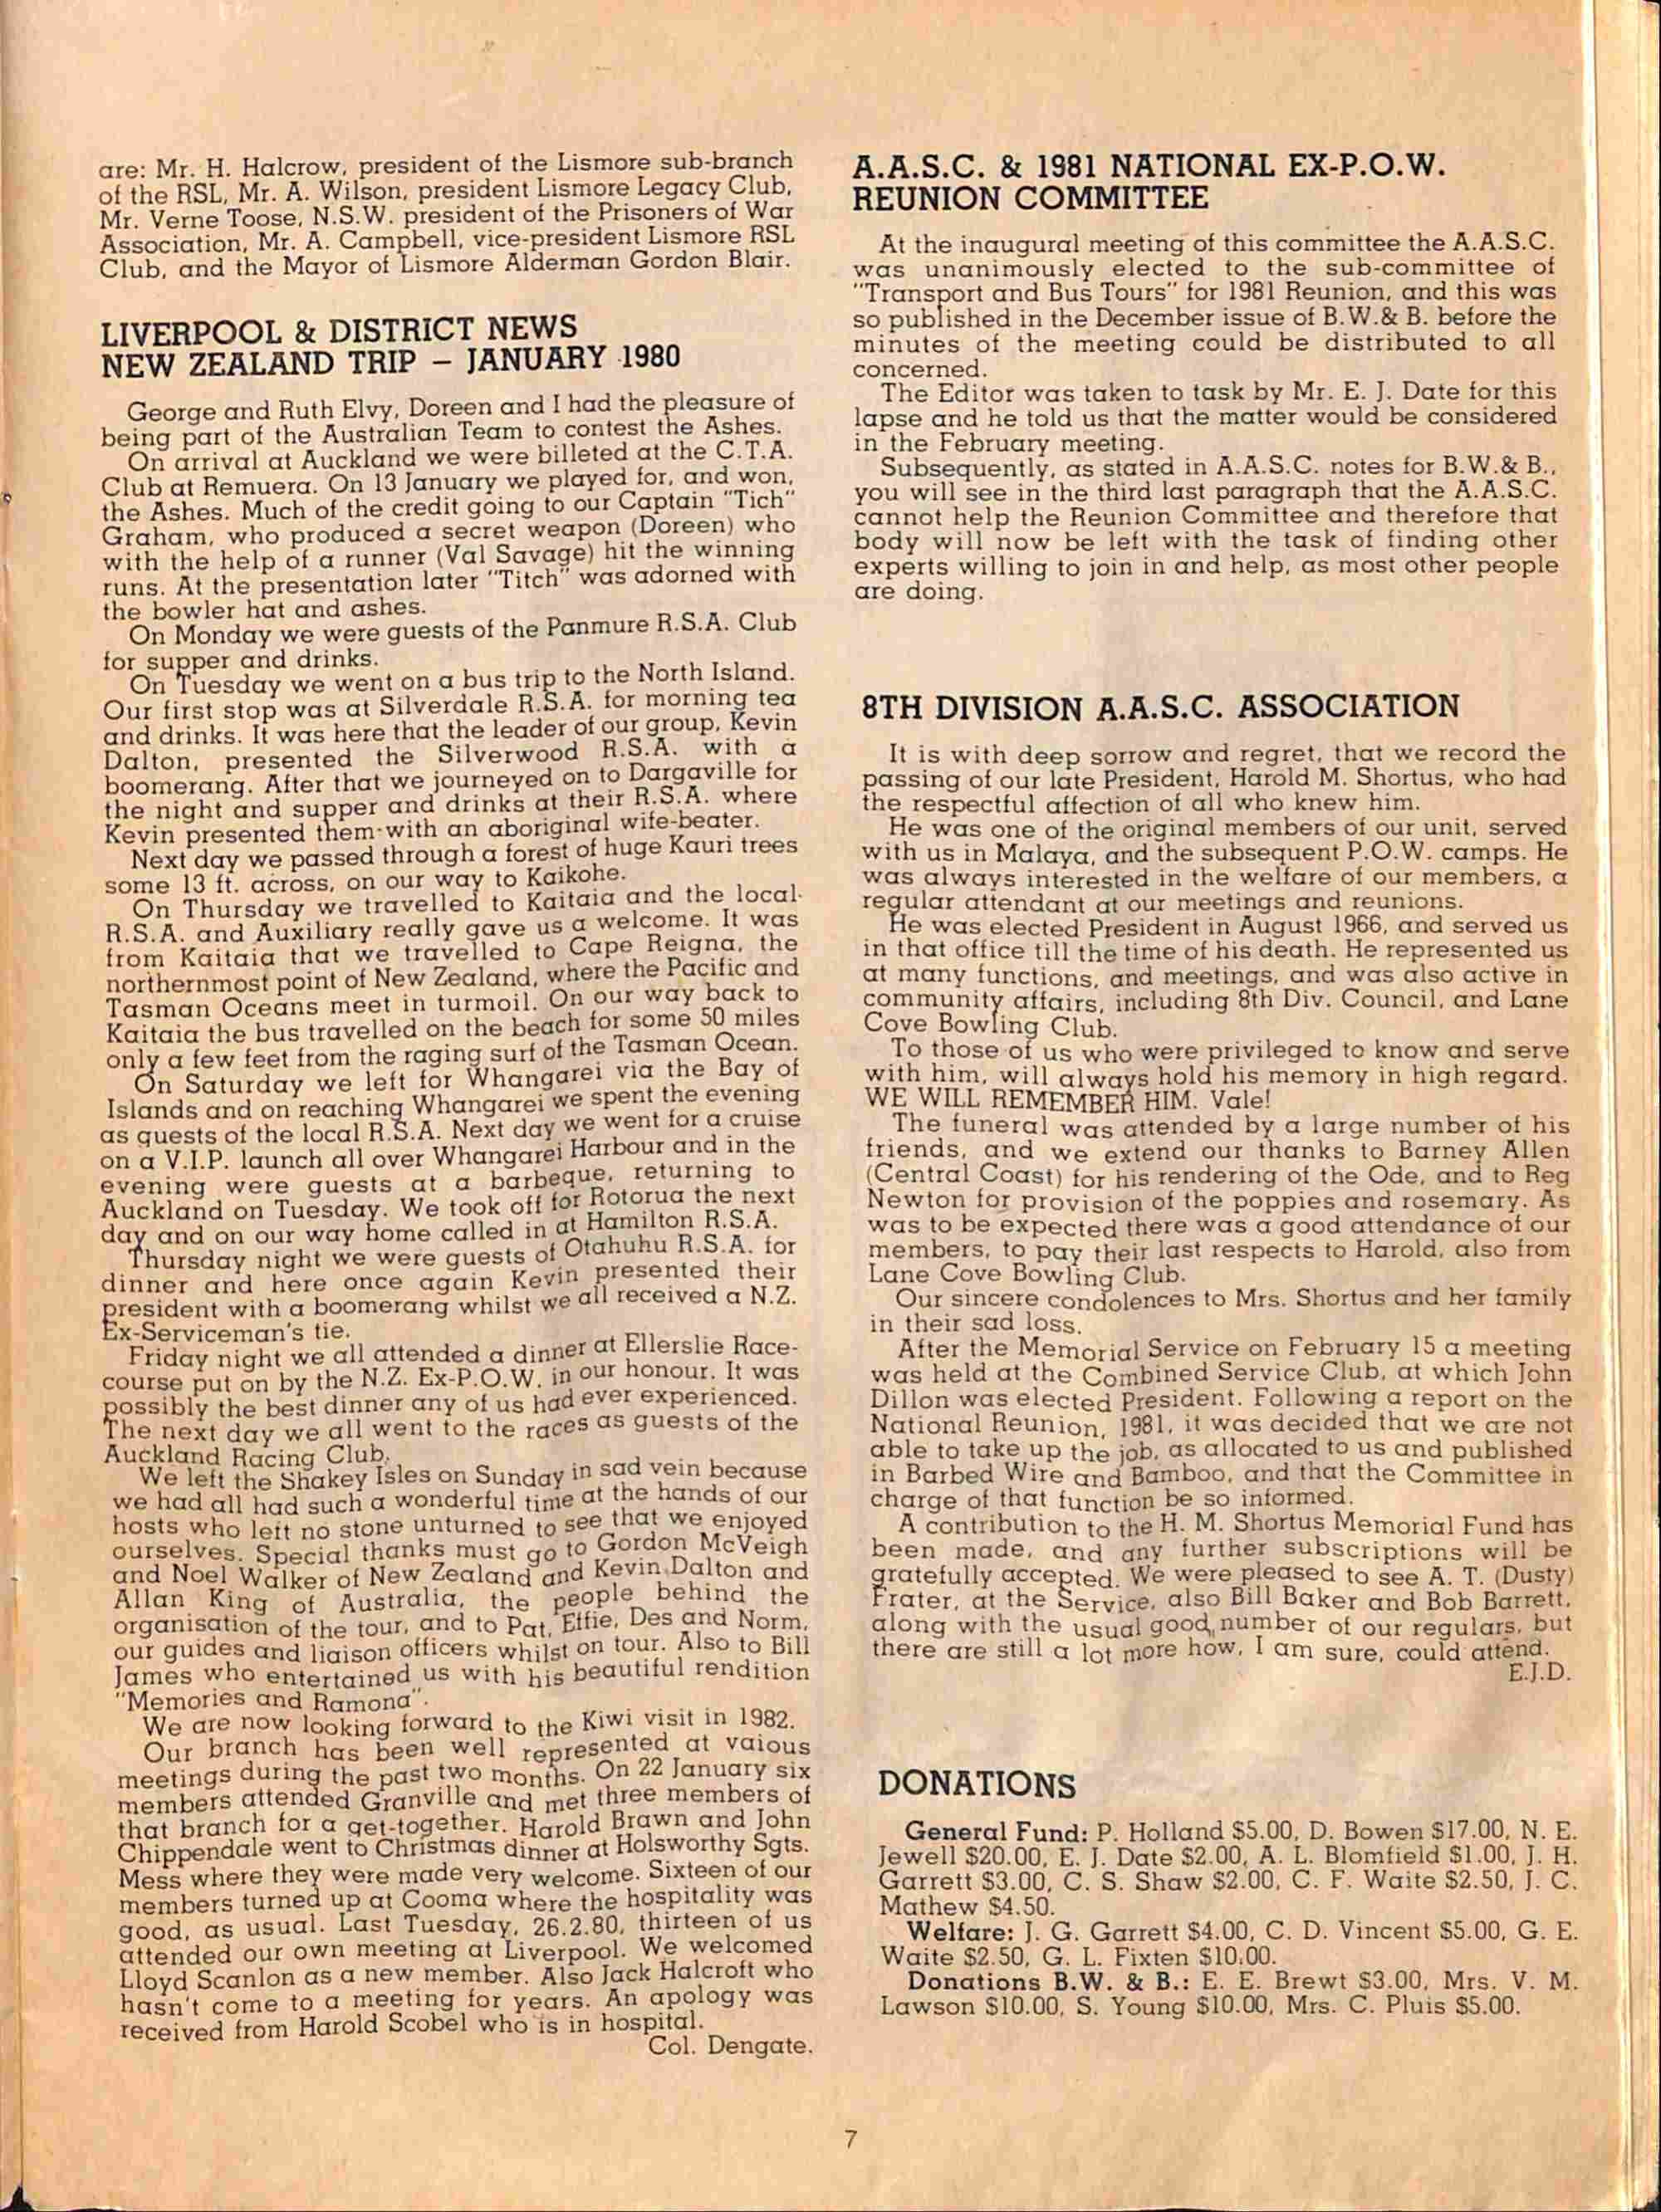 are: Mr. H. Halcrow, president of the Lismore sub-branch
of the RSL, Mr. A. Wilson, president Lismore Legacy Club,
Mr. Verne Toose, N.S.W. president of the Prisoners of War
Association, Mr. A. Campbell, vice-president Lismore RSL
Club, and the Mayor of Lismore Alderman Gordon Blair.
LIVERPOOL & DISTRICT NEWS
NEW ZEALAND TRIP – JANUARY 1980
George and Ruth Elvy, Doreen and I had the pleasure of
being part of the Australian Team to contest the Ashes.
On arrival at Auckland we were billeted at the C.T.A.
Club at Remuera. On 13 January we played for, and won,
the Ashes. Much of the credit going to our Captain "Tich"
Graham, who produced a secret weapon (Doreen) who
with the help of a runner (Val Savage) hit the winning
runs. At the presentation later "Titch" was adorned with
the bowler hat and ashes.
On Monday we were guests of the Panmure R.S.A. Club
for supper and drinks.
On Tuesday we went on a bus trip to the North Island.
Our first stop was at Silverdale R.S.A. for morning tea
and drinks. It was here that the leader of our group, Kevin
Dalton, presented the Silverwood R.S.A. with a
boomerang. After that we journeyed on to Dargaville for
the night and supper and drinks at their R.S.A. where
Kevin presented them with an aboriginal wife-beater.
Next day we passed through a forest of huge Kauri trees
some 13 ft. across, on our way to Kaikohe.
On Thursday we travelled to Kaitaia and the local
R.S.A. and Auxiliary really gave us a welcome. It was
from Kaitaia that we travelled to Cape Reigna, the
northernmost point of New Zealand, where the Pacific and
Tasman Oceans meet in turmoil. On our way back to
Kaitaia the bus travelled on the beach for some 50 miles
only a few feet from the raging surf of the Tasman Ocean.
On Saturday we left for Whangarei via the Bay of
Islands and on reaching Whangarei we spent the evening
as guests of the local R.S.A. Next day we went for a cruise
on a V.I.P. launch all over Whangarei Harbour and in the
evening were guests at a barbeque, returning to
Auckland on Tuesday. We took off for Rotorua the next
day and on our way home called in at Hamilton R.S.A.
Thursday night we were guests of Otahuhu R.S.A. for
dinner and here once again Kevin presented their
president with a boomerang whilst we all received a N.Z.
Ex-Serviceman's tie.
Friday night we all attended a dinner at Ellerslie Race-
course put on by the N.Z. Ex-P.O.W. in our honour. It was
possibly the best dinner any of us had ever experienced.
The next day we all went to the races as guests of the
Auckland Racing Club.
We left the Shakey Isles on Sunday in sad vein because
we had all had such a wonderful time at the hands of our
hosts who left no stone unturned to see that we enjoyed
ourselves. Special thanks must go to Gordon McVeigh
and Noel Walker of New Zealand and Kevin Dalton and
Allan King of Australia, the people behind the
organisation of the tour, and to Pat, Effie, Des and Norm,
our guides and liaison officers whilst on tour. Also to Bill
James who entertained us with his beautiful rendition
"Memories and Ramona".
We are now looking forward to the Kiwi visit in 1982.
Our branch has been well represented at vaious
meetings during the past two months. On 22 January six
members attended Granville and met three members of
that branch for a get-together. Harold Brawn and John
Chippendale went to Christmas dinner at Holsworthy Sgts.
Mess where they were made very welcome. Sixteen of our
members turned up at Cooma where the hospitality was
good, as usual. Last Tuesday, 26.2.80, thirteen of us
attended our own meeting at Liverpool. We welcomed
Lloyd Scanlon as a new member. Also Jack Halcroft who
hasn't come to a meeting for years. An apology was
received from Harold Scobel who is in hospital.
Col. Dengate.
A.A.S.C. & 1981 NATIONAL EX-P.O.W.
REUNION COMMITTEE
At the inaugural meeting of this committee the A.A.S.C.
was unanimously elected to the sub-committee of
"Transport and Bus Tours" for 1981 Reunion, and this was
so published in the December issue of B.W.& B. before the
minutes of the meeting could be distributed to all
concerned.
The Editor was taken to task by Mr. E. J. Date for this
lapse and he told us that the matter would be considered
in the February meeting.
Subsequently, as stated in A.A.S.C. notes for B.W.& B.,
you will see in the third last paragraph that the A.A.S.C.
cannot help the Reunion Committee and therefore that
body will now be left with the task of finding other
experts willing to join in and help, as most other people
are doing.
8TH DIVISION A.A.S.C. ASSOCIATION
It is with deep sorrow and regret, that we record the
passing of our late President, Harold M. Shortus, who had
the respectful affection of all who knew him.
He was one of the original members of our unit, served
with us in Malaya, and the subsequent P.O.W. camps. He
was always interested in the welfare of our members, a
regular attendant at our meetings and reunions.
He was elected President in August 1966, and served us
in that office till the time of his death. He represented us
at many functions, and meetings, and was also active in
community affairs, including 8th Div. Council, and Lane
Cove Bowling Club.
To those of us who were privileged to know and serve
with him, will always hold his memory in high regard.
WE WILL REMEMBER HIM. Vale!
The funeral was attended by a large number of his
friends, and we extend our thanks to Barney Allen
(Central Coast) for his rendering of the Ode, and to Reg
Newton for provision of the poppies and rosemary. As
was to be expected there was a good attendance of our
members, to pay their last respects to Harold, also from
Lane Cove Bowling Club.
Our sincere condolences to Mrs. Shortus and her family
in their sad loss.
After the Memorial Service on February 15 a meeting
was held at the Combined Service Club, at which John
Dillon was elected President. Following a report on the
National Reunion, 1981, it was decided that we are not
able to take up the job, as allocated to us and published
in Barbed Wire and Bamboo, and that the Committee in
charge of that function be so informed.
A contribution to the H. M. Shortus Memorial Fund has
been made, and any further subscriptions will be
gratefully accepted. We were pleased to see A. T. (Dusty)
Frater, at the Service, also Bill Baker and Bob Barrett,
along with the usual good number of our regulars, but
there are still a lot more how, I am sure, could attend.
E.J.D.
DONATIONS
General Fund: P. Holland $5.00, D. Bowen $17.00, N. E.
Jewell $20.00, E. J. Date $2.00, A. L. Blomfield $1.00, J. H.
Garrett $3.00, C. S. Shaw $2.00, C. F. Waite $2.50, J. C.
Mathew $4.50.
Welfare: J. G. Garrett $4.00, C. D. Vincent $5.00, G. E.
Waite $2.50, G. L. Fixten $10.00.
Donations B.W. & B.: E. E. Brewt $3.00, Mrs. V. M.
Lawson $10.00, S. Young $10.00, Mrs. C. Pluis $5.00.
7